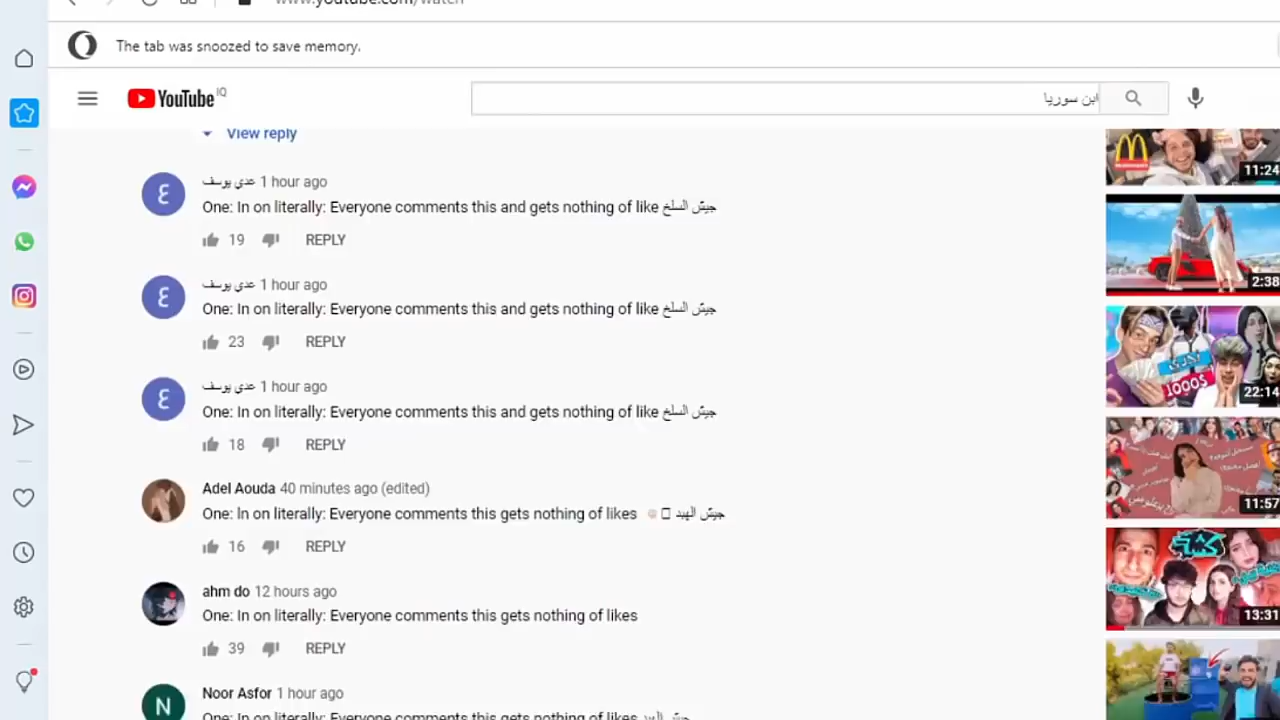 www.youtube.com/watch
The tab was snoozed to save memory.
YouTube IQ
ابن سوريا
View reply
عدي يوسف 1 hour ago
One: In on literally: Everyone comments this and gets nothing of like جيش السلخ
19 REPLY
عدي يوسف 1 hour ago
One: In on literally: Everyone comments this and gets nothing of like جيش السلخ
23 REPLY
عدي يوسف 1 hour ago
One: In on literally: Everyone comments this and gets nothing of like جيش السلخ
18 REPLY
Adel Aouda 40 minutes ago (edited)
One: In on literally: Everyone comments this gets nothing of likes جيش الهبد
16 REPLY
ahm do 12 hours ago
One: In on literally: Everyone comments this gets nothing of likes
39 REPLY
Noor Asfor 1 hour ago
One: In on literally: Everyone comments this gets nothing of likes جيش الهبد
11:24
2:38
1000$
22:14
11:57
13:31